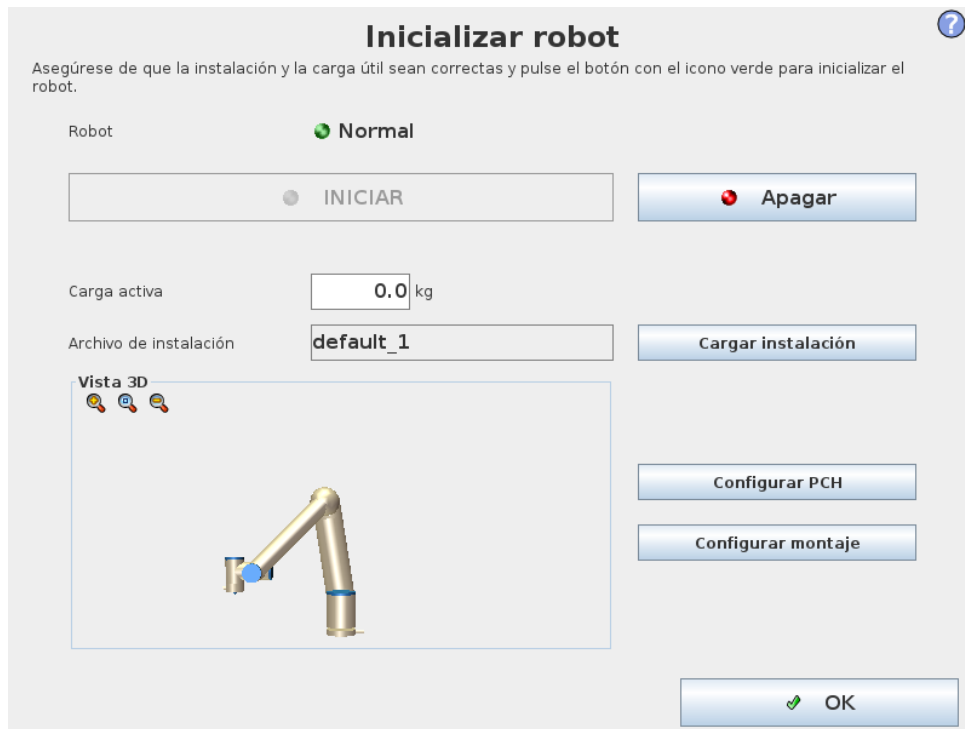 Inicializar robot
?
Asegúrese de que la instalación y la carga útil sean correctas y pulse el botón con el icono verde para inicializar el
robot.
Robot
Normal
INICIAR
Apagar
Carga activa
0.0 kg
Archivo de instalación
default_1
Cargar instalación
Vista 3D
Configurar PCH
Configurar montaje
OK